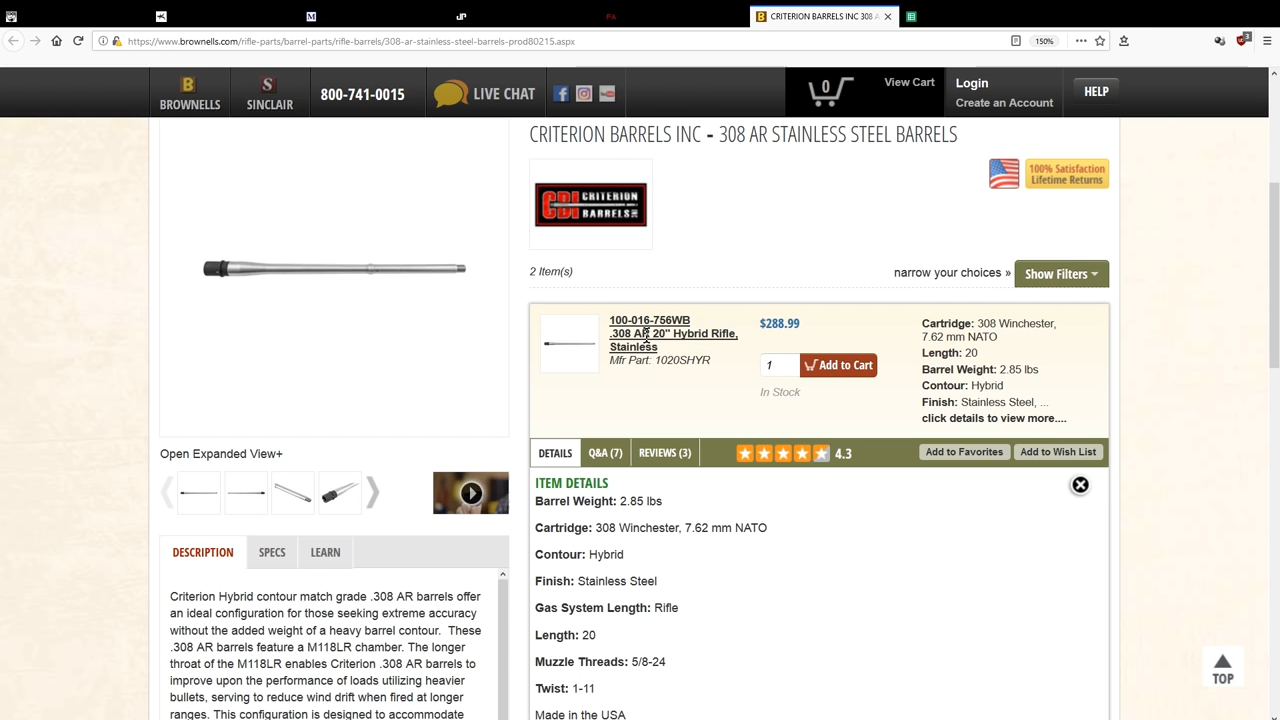 M
JP
FA
B CRITERION BARRELS INC 308 A
https://www.brownells.com/rifle-parts/barrel-parts/rifle-barrels/308-ar-stainless-steel-barrels-prod80215.aspx
150%
3
B
BROWNELLS
S
SINCLAIR
800-741-0015
LIVE CHAT
0
View Cart
Login
Create an Account
HELP
CRITERION BARRELS INC - 308 AR STAINLESS STEEL BARRELS
CBI CRITERION
BARRELS INC
100% Satisfaction
Lifetime Returns
2 Item(s)
narrow your choices »
Show Filters
100-016-756WB
.308 AR 20" Hybrid Rifle,
Stainless
Mfr Part: 1020SHYR
$288.99
1
Add to Cart
In Stock
Cartridge: 308 Winchester,
7.62 mm NATO
Length: 20
Barrel Weight: 2.85 lbs
Contour: Hybrid
Finish: Stainless Steel, ...
click details to view more....
Open Expanded View+
DETAILS
Q&A (7)
REVIEWS (3)
4.3
Add to Favorites
Add to Wish List
ITEM DETAILS
Barrel Weight: 2.85 lbs
Cartridge: 308 Winchester, 7.62 mm NATO
Contour: Hybrid
Finish: Stainless Steel
Gas System Length: Rifle
Length: 20
Muzzle Threads: 5/8-24
Twist: 1-11
Made in the USA
DESCRIPTION
SPECS
LEARN
Criterion Hybrid contour match grade .308 AR barrels offer
an ideal configuration for those seeking extreme accuracy
without the added weight of a heavy barrel contour. These
.308 AR barrels feature a M118LR chamber. The longer
throat of the M118LR enables Criterion .308 AR barrels to
improve upon the performance of loads utilizing heavier
bullets, serving to reduce wind drift when fired at longer
ranges. This configuration is designed to accommodate
TOP